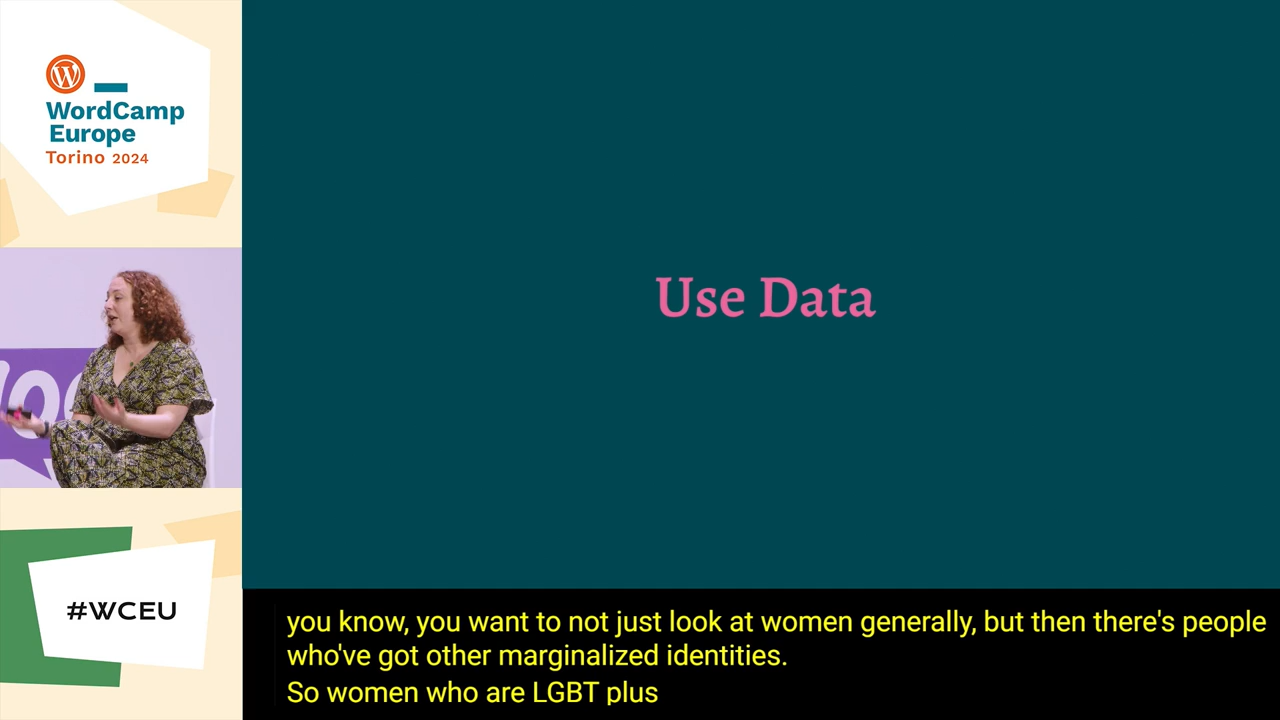 WordCamp
Europe
Torino 2024
Use Data
#WCEU
you know, you want to not just look at women generally, but then there's people
who've got other marginalized identities.
So women who are LGBT plus